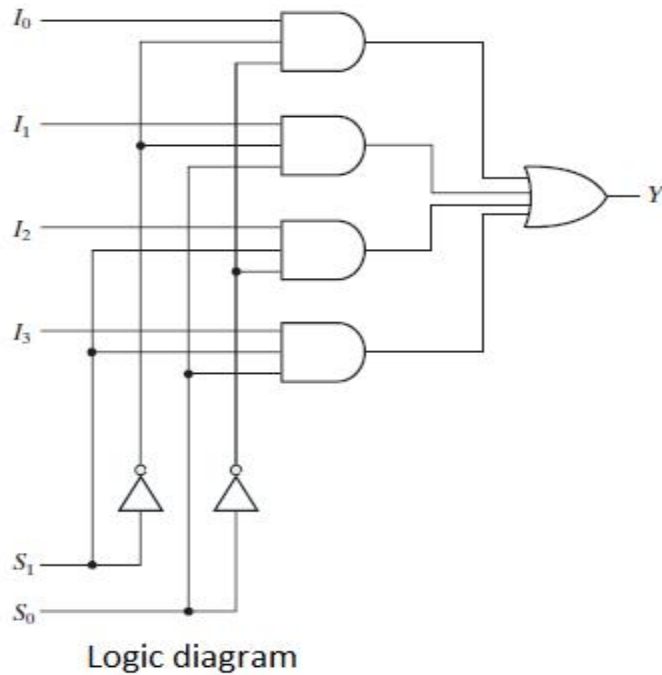 I₀
I₁
Y
I₂
I₃
S₁
S₀
Logic diagram